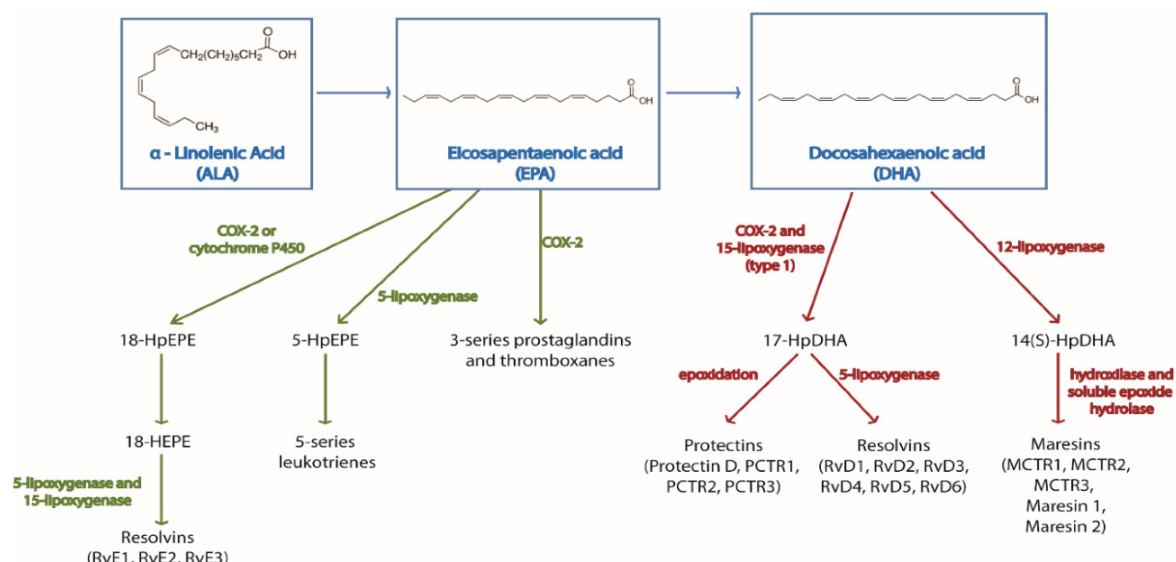 CH₂(CH₂)₅CH₂
O
OH
CH₃
α - Linolenic Acid
(ALA)
O
OH
Eicosapentaenoic acid
(EPA)
O
OH
Docosahexaenoic acid
(DHA)
COX-2 or
cytochrome P450
5-lipoxygenase
COX-2
COX-2 and
15-lipoxygenase
(type 1)
12-lipoxygenase
18-HpEPE
5-HpEPE
3-series prostaglandins
and thromboxanes
17-HpDHA
14(S)-HpDHA
epoxidation
5-lipoxygenase
hydroxilase and
soluble epoxide
hydrolase
18-HEPE
5-series
leukotrienes
Protectins
(Protectin D, PCTR1,
PCTR2, PCTR3)
Resolvins
(RvD1, RvD2, RvD3,
RvD4, RvD5, RvD6)
Maresins
(MCTR1, MCTR2,
MCTR3,
Maresin 1,
Maresin 2)
5-lipoxygenase and
15-lipoxygenase
Resolvins
(RvE1, RvE2, RvE3)